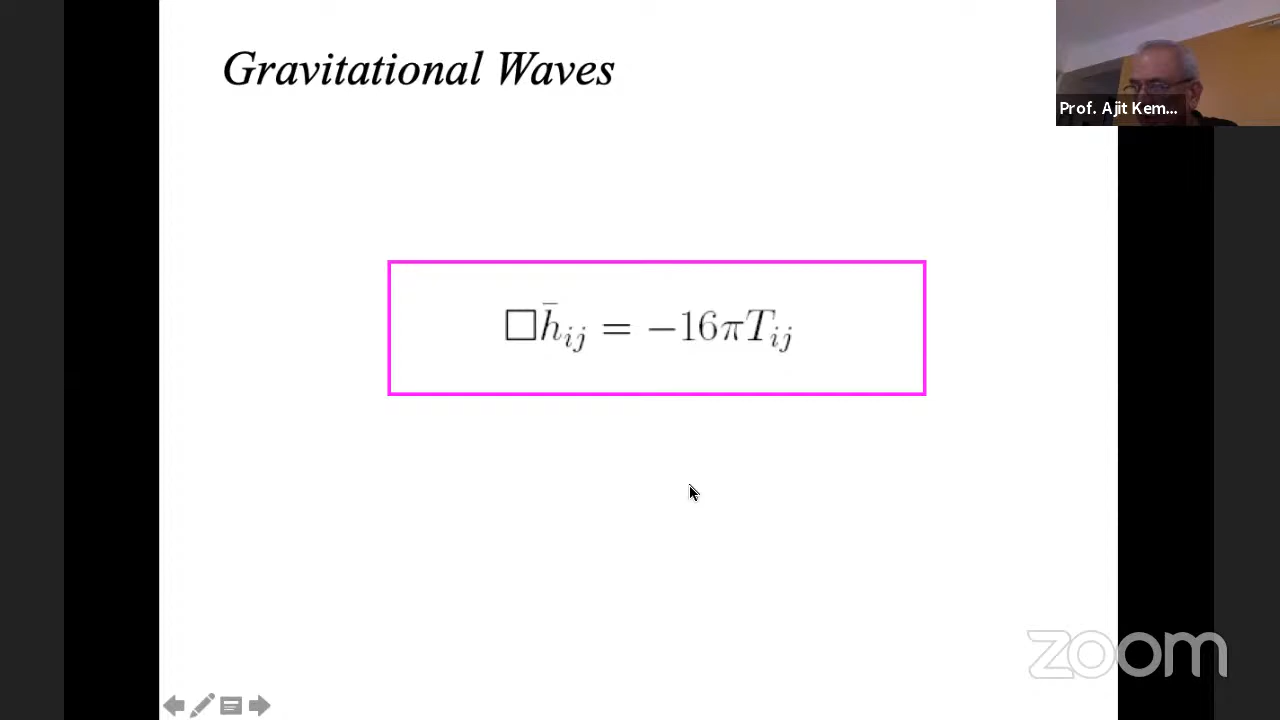 Gravitational Waves
Prof. Ajit Kem...
□h̄ᵢⱼ = −16πTᵢⱼ
zoom